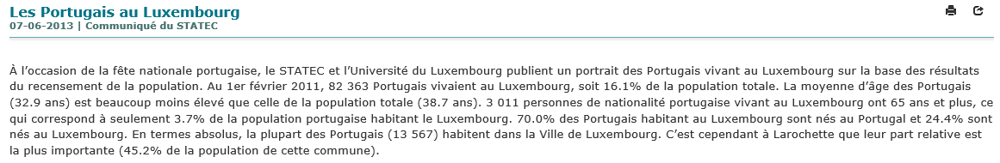 Les Portugais au Luxembourg
07-06-2013 | Communiqué du STATEC
À l’occasion de la fête nationale portugaise, le STATEC et l’Université du Luxembourg publient un portrait des Portugais vivant au Luxembourg sur la base des résultats
du recensement de la population. Au 1er février 2011, 82 363 Portugais vivaient au Luxembourg, soit 16.1% de la population totale. La moyenne d’âge des Portugais
(32.9 ans) est beaucoup moins élevé que celle de la population totale (38.7 ans). 3 011 personnes de nationalité portugaise vivant au Luxembourg ont 65 ans et plus, ce
qui correspond à seulement 3.7% de la population portugaise habitant le Luxembourg. 70.0% des Portugais habitant au Luxembourg sont nés au Portugal et 24.4% sont
nés au Luxembourg. En termes absolus, la plupart des Portugais (13 567) habitent dans la Ville de Luxembourg. C’est cependant à Larochette que leur part relative est
la plus importante (45.2% de la population de cette commune).